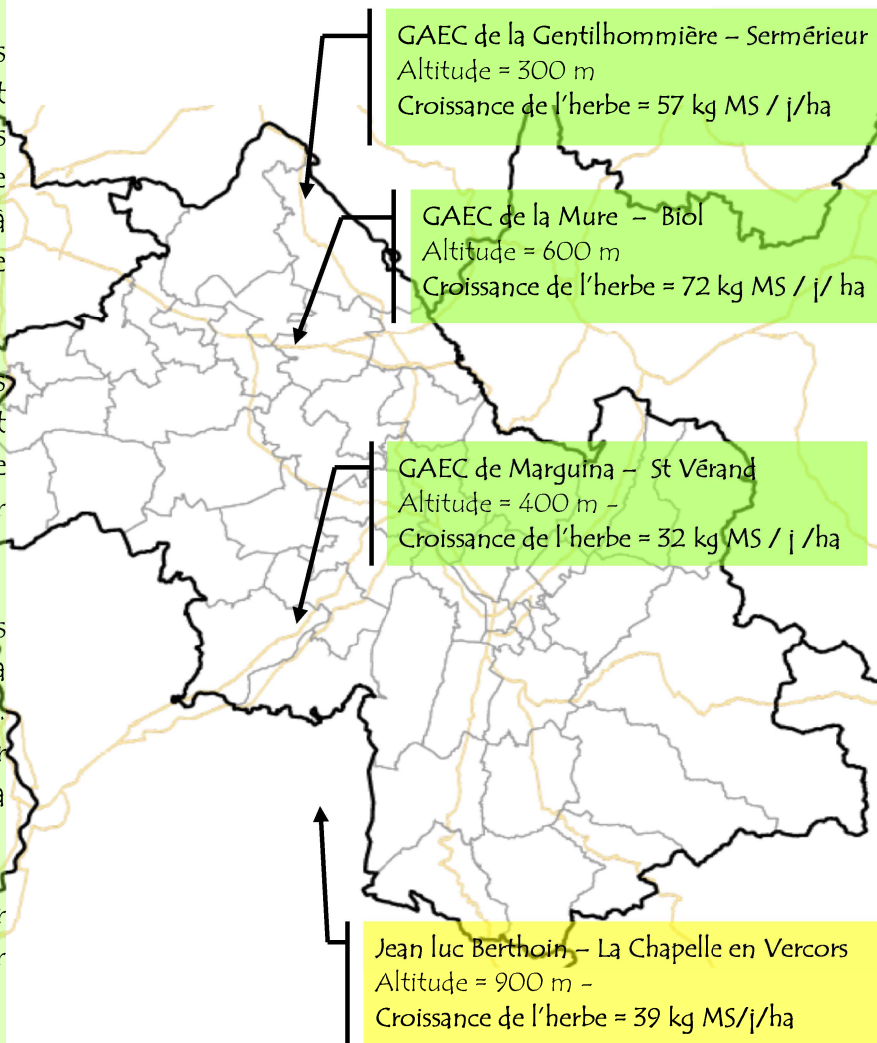 GAEC de la Gentilhommière – Sermérieur
Altitude = 300 m
Croissance de l'herbe = 57 kg MS / j/ha
GAEC de la Mure – Biol
Altitude = 600 m
Croissance de l'herbe = 72 kg MS / j/ ha
GAEC de Marguina – St Vérand
Altitude = 400 m -
Croissance de l'herbe = 32 kg MS / j /ha
Jean luc Berthoin – La Chapelle en Vercors
Altitude = 900 m -
Croissance de l'herbe = 39 kg MS/j/ha